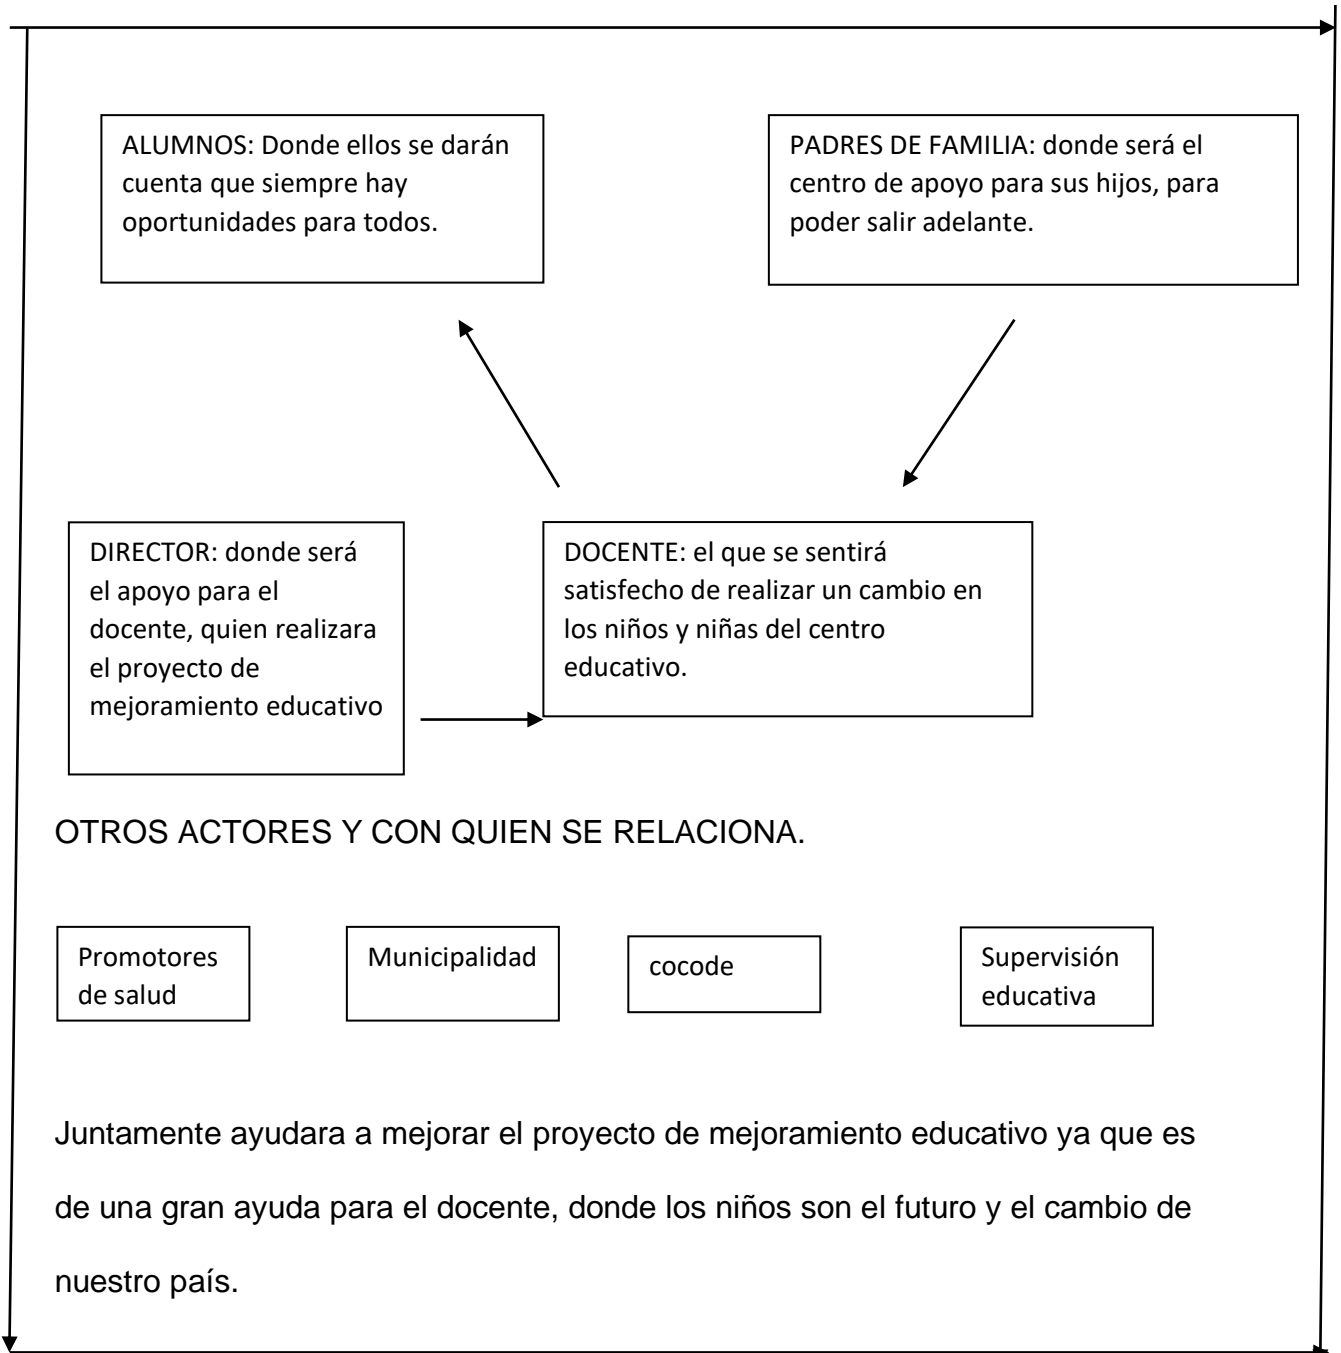 ALUMNOS: Donde ellos se darán
cuenta que siempre hay
oportunidades para todos.
PADRES DE FAMILIA: donde será el
centro de apoyo para sus hijos, para
poder salir adelante.
DIRECTOR: donde será
el apoyo para el
docente, quien realizara
el proyecto de
mejoramiento educativo
DOCENTE: el que se sentirá
satisfecho de realizar un cambio en
los niños y niñas del centro
educativo.
OTROS ACTORES Y CON QUIEN SE RELACIONA.
Promotores
de salud
Municipalidad
cocode
Supervisión
educativa
Juntamente ayudara a mejorar el proyecto de mejoramiento educativo ya que es
de una gran ayuda para el docente, donde los niños son el futuro y el cambio de
nuestro país.